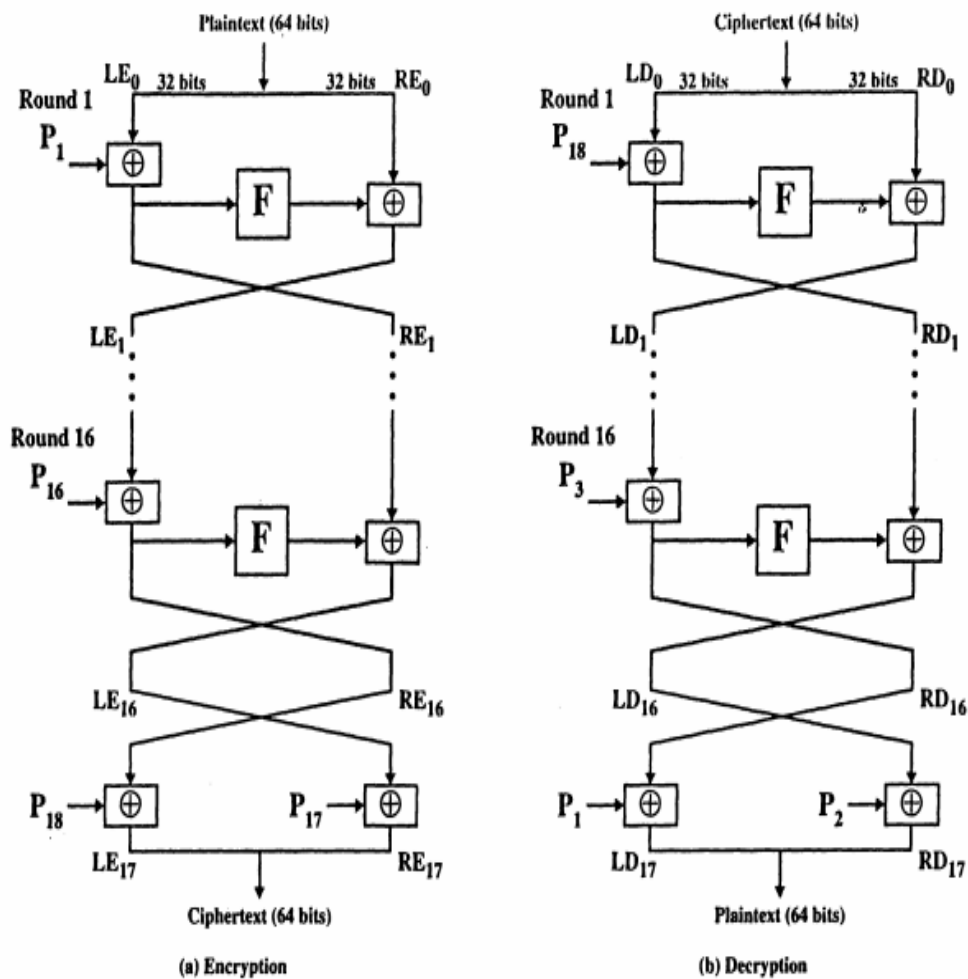 Plaintext (64 bits)
LE0 32 bits 32 bits RE0
Round 1
P1
⊕
F
⊕
LE1 RE1
Round 16
P16
⊕
F
⊕
LE16 RE16
P18 ⊕ P17 ⊕
LE17 RE17
Ciphertext (64 bits)
(a) Encryption
Ciphertext (64 bits)
LD0 32 bits 32 bits RD0
Round 1
P18
⊕
F
⊕
LD1 RD1
Round 16
P3
⊕
F
⊕
LD16 RD16
P1 ⊕ P2 ⊕
LD17 RD17
Plaintext (64 bits)
(b) Decryption